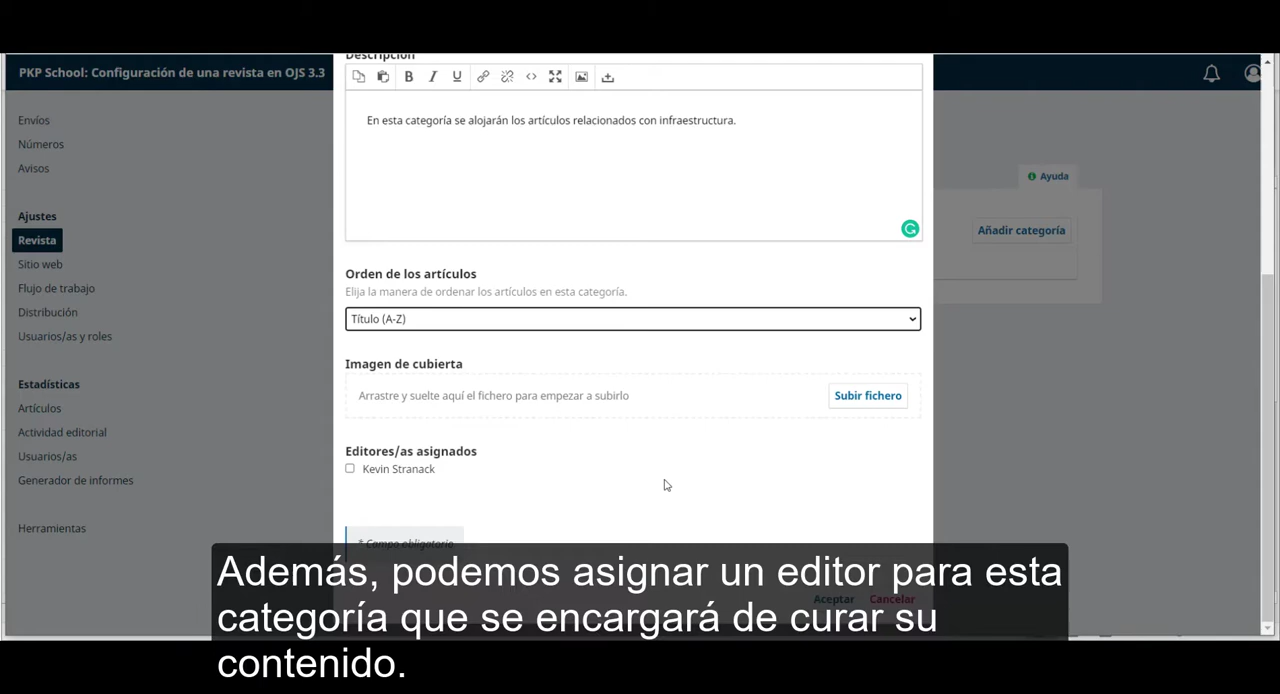 Descripción
PKP School: Configuración de una revista en OJS 3.3
Envíos
Números
Avisos
Ajustes
Revista
Sitio web
Flujo de trabajo
Distribución
Usuarios/as y roles
Estadísticas
Artículos
Actividad editorial
Usuarios/as
Generador de informes
Herramientas
B I U
En esta categoría se alojarán los artículos relacionados con infraestructura.
Orden de los artículos
Elija la manera de ordenar los artículos en esta categoría.
Título (A-Z)
Imagen de cubierta
Arrastre y suelte aquí el fichero para empezar a subirlo
Subir fichero
Editores/as asignados
Kevin Stranack
* Campo obligatorio
Aceptar Cancelar
Ayuda
Añadir categoría
Además, podemos asignar un editor para esta
categoría que se encargará de curar su
contenido.